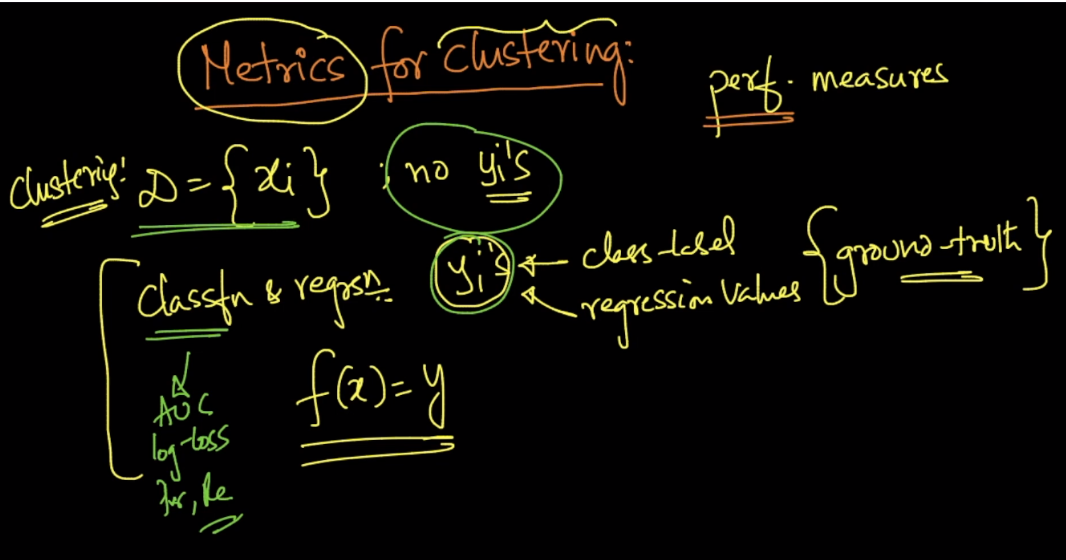 Metrics for clustering:
perf. measures
Clustering: D = {xi} ; no yi's
Classfn & regrsn. yi's ← class-label {ground-truth}
← regression values
f(x) = y
AUC
log-loss
Pr, Re